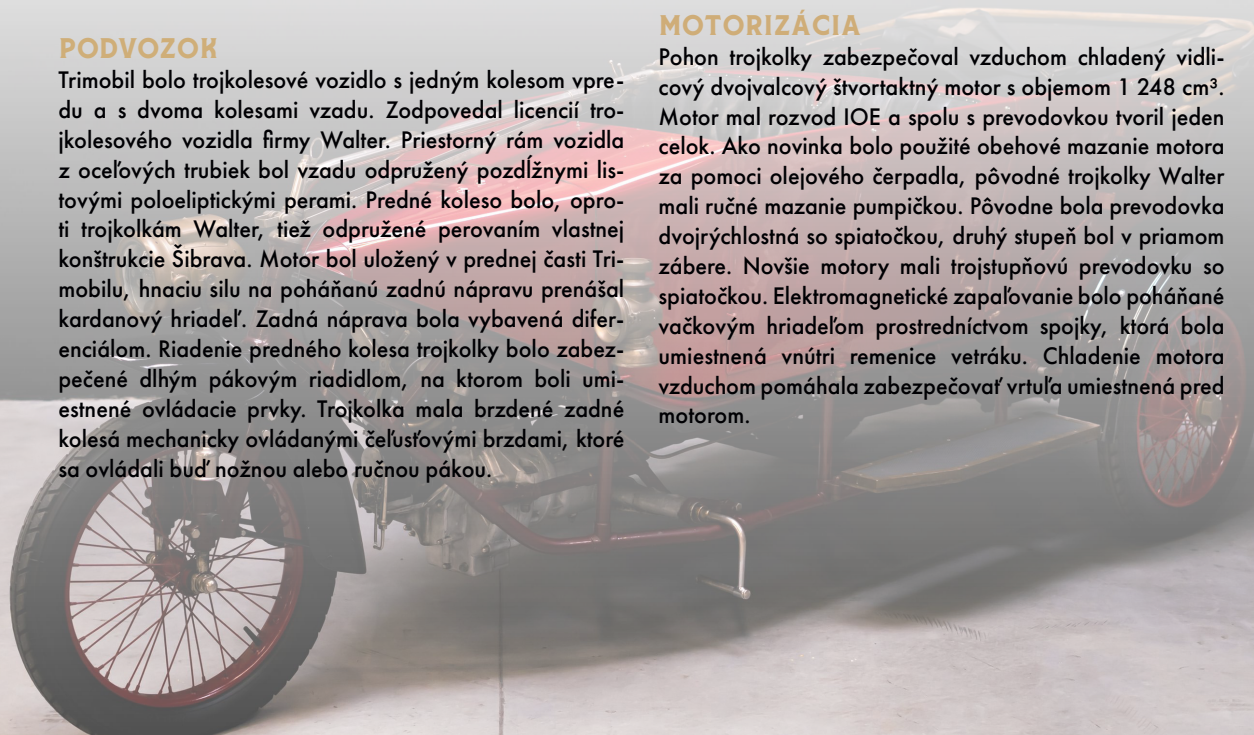 PODVOZOK
Trimobil bolo trojkolesové vozidlo s jedným kolesom vpre-
du a s dvoma kolesami vzadu. Zodpovedal licencií tro-
jkolesového vozidla firmy Walter. Priestorný rám vozidla
z oceľových trubiek bol vzadu odpružený pozdĺžnymi lis-
tovými poloeliptickými perami. Predné koleso bolo, opro-
ti trojkolkám Walter, tiež odpružené perovaním vlastnej
konštrukcie Šibrava. Motor bol uložený v prednej časti Tri-
mobilu, hnaciu silu na poháňanú zadnú nápravu prenášal
kardanový hriadeľ. Zadná náprava bola vybavená difer-
enciálom. Riadenie predného kolesa trojkolky bolo zabez-
pečené dlhým pákovým riadidlom, na ktorom boli umi-
estnené ovládacie prvky. Trojkolka mala brzdené zadné
kolesá mechanicky ovládanými čeľusťovými brzdami, ktoré
sa ovládali buď nožnou alebo ručnou pákou.
MOTORIZÁCIA
Pohon trojkolky zabezpečoval vzduchom chladený vidli-
cový dvojvalcový štvortaktný motor s objemom 1 248 cm³.
Motor mal rozvod IOE a spolu s prevodovkou tvoril jeden
celok. Ako novinka bolo použité obehové mazanie motora
za pomoci olejového čerpadla, pôvodné trojkolky Walter
mali ručné mazanie pumpičkou. Pôvodne bola prevodovka
dvojrýchlostná so spiatočkou, druhý stupeň bol v priamom
zábere. Novšie motory mali trojstupňovú prevodovku so
spiatočkou. Elektromagnetické zapaľovanie bolo poháňané
vačkovým hriadeľom prostredníctvom spojky, ktorá bola
umiestnená vnútri remenice vetráku. Chladenie motora
vzduchom pomáhala zabezpečovať vrtuľa umiestnená pred
motorom.